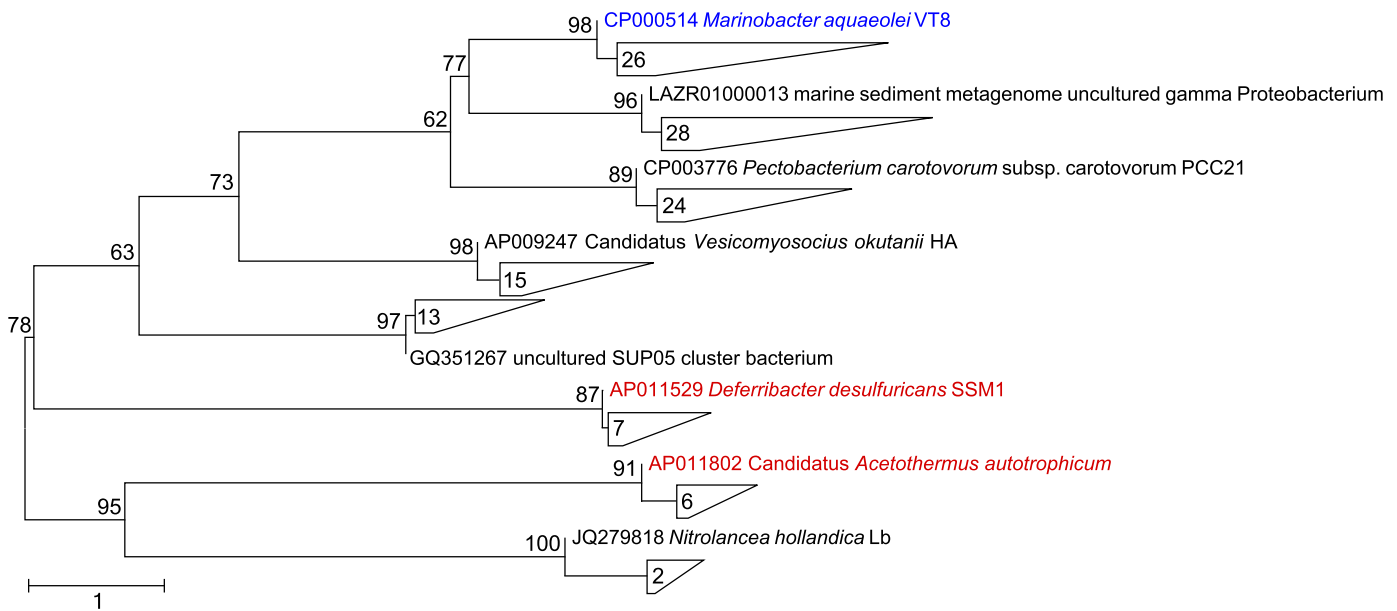 98 CP000514 Marinobacter aquaeolei VT8
26
77
96 LAZR01000013 marine sediment metagenome uncultured gamma Proteobacterium
28
62
89 CP003776 Pectobacterium carotovorum subsp. carotovorum PCC21
24
73
98 AP009247 Candidatus Vesicomyosocius okutanii HA
15
63
13
97
GQ351267 uncultured SUP05 cluster bacterium
78
87 AP011529 Deferribacter desulfuricans SSM1
7
91 AP011802 Candidatus Acetothermus autotrophicum
6
95
100 JQ279818 Nitrolancea hollandica Lb
2
1